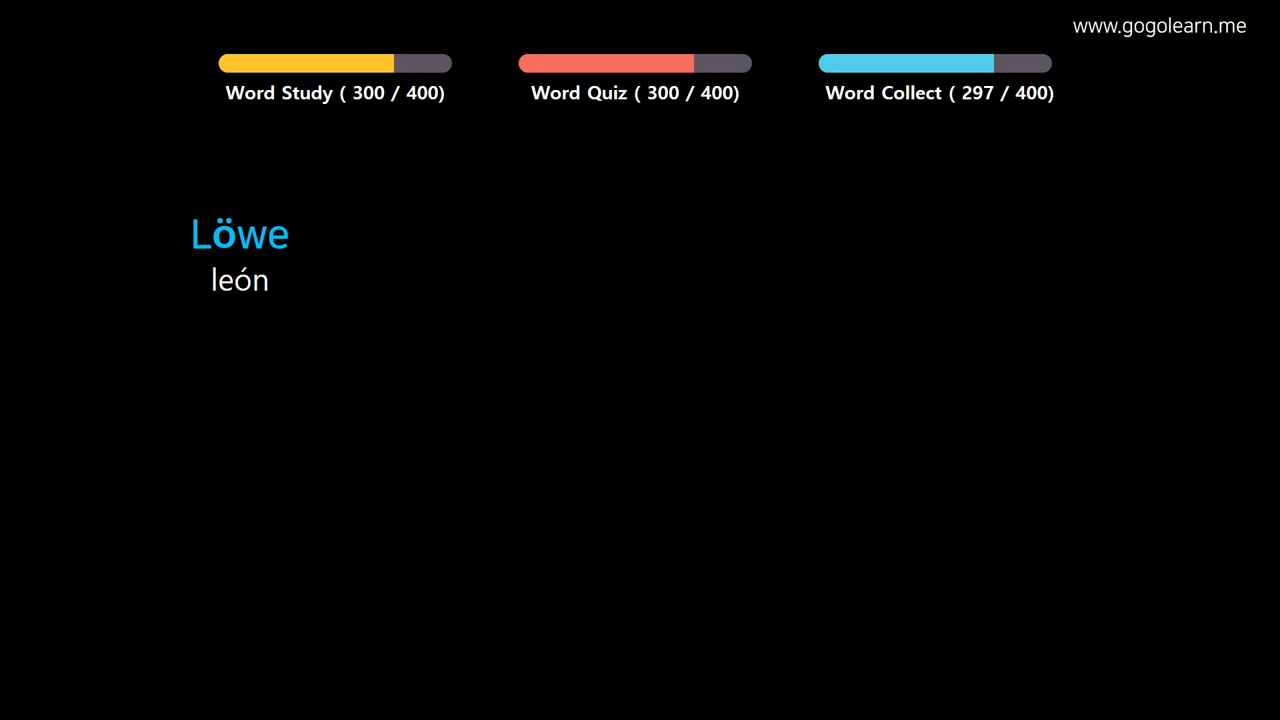 www.gogolearn.me
Word Study ( 300 / 400)
Word Quiz ( 300 / 400)
Word Collect ( 297 / 400)
Löwe
león